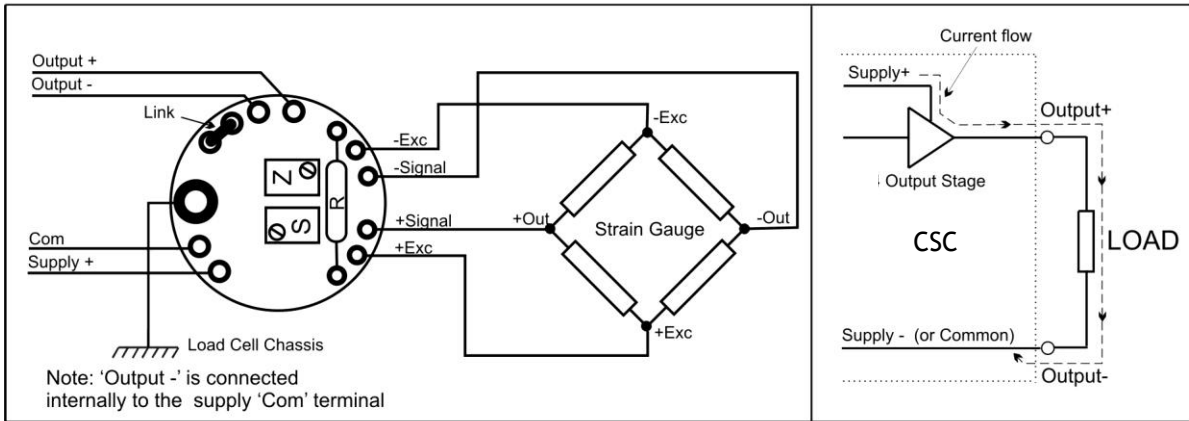 Output +
Output -
Link
Z
S
R
-Exc
-Signal
+Signal
+Exc
Com
Supply +
Load Cell Chassis
Note: ‘Output -’ is connected
internally to the supply ‘Com’ terminal
-Exc
+Out
Strain Gauge
-Out
+Exc
Current flow
Supply+
Output+
Output Stage
CSC
LOAD
Supply - (or Common)
Output-